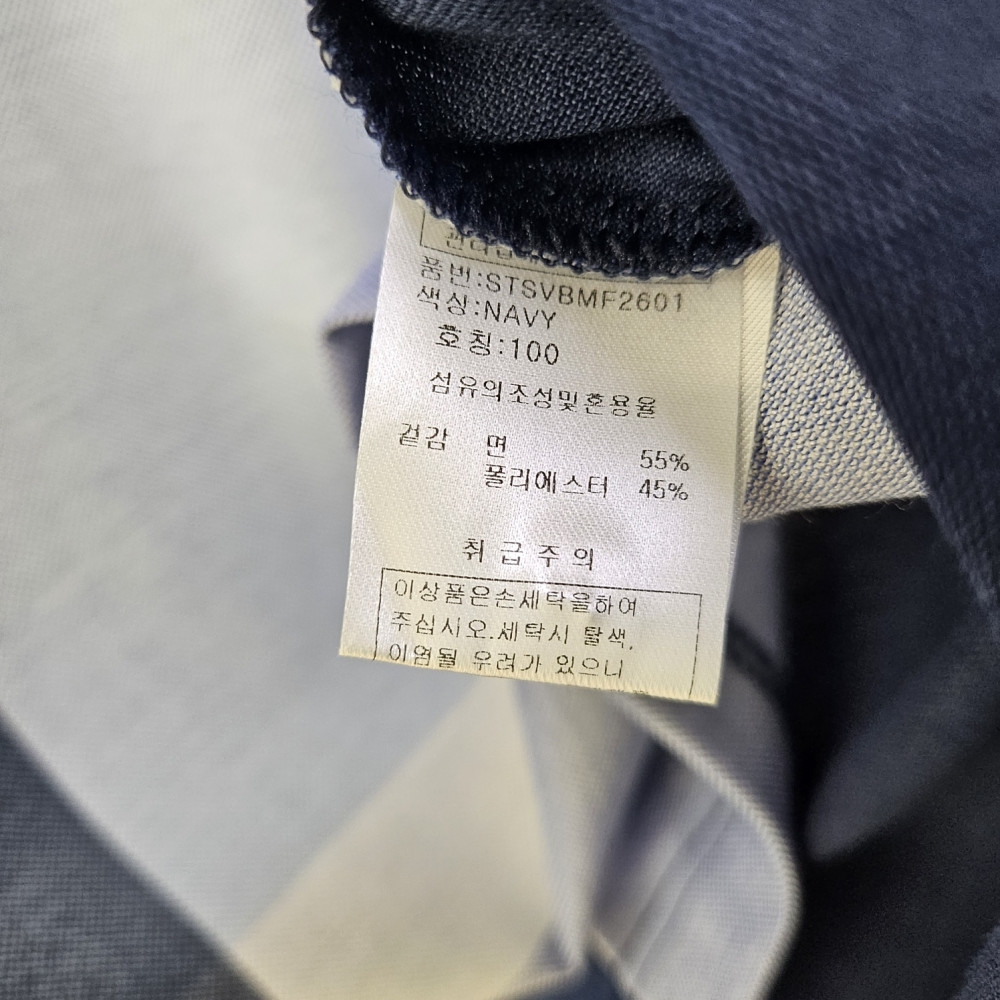 품번:STSVBMF2601
색상:NAVY
호칭:100
섬유의조성및혼용율
겉감 면 55%
폴리에스터 45%
취급주의
이상품은손세탁을하여
주십시오.세탁시 탈색,
이염될 우려가 있으니